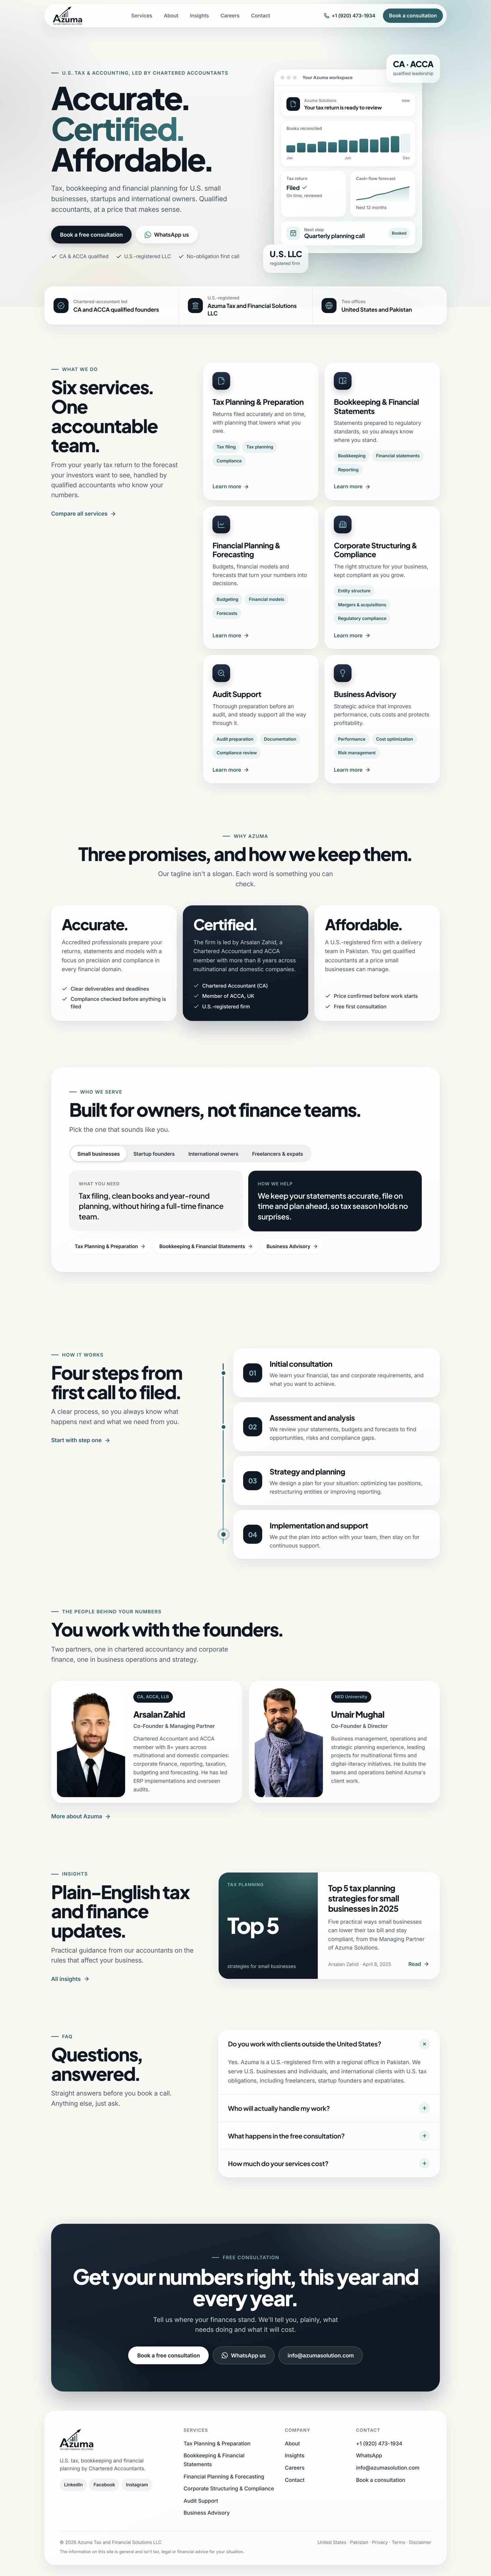 Azuma
Services
About
Insights
Careers
Contact
+1 (920) 473-1934
Book a consultation
U.S. TAX & ACCOUNTING, LED BY CHARTERED ACCOUNTANTS
Accurate.
Certified.
Affordable.
Tax, bookkeeping and financial planning for U.S. small
businesses, startups and international owners. Qualified
accountants, at a price that makes sense.
Book a free consultation
WhatsApp us
CA & ACCA qualified
U.S.-registered LLC
No-obligation first call
Your Azuma workspace
CA · ACCA
qualified leadership
Azuma Solutions
now
Your tax return is ready to review
Books reconciled
Jan
Jun
Dec
Tax return
Filed
On time, reviewed
Cash-flow forecast
Next 12 months
Next step
Quarterly planning call
Booked
U.S. LLC
registered firm
Chartered-accountant led
CA and ACCA qualified founders
U.S.-registered
Azuma Tax and Financial Solutions
LLC
Two offices
United States and Pakistan
WHAT WE DO
Six services.
One
accountable
team.
From your yearly tax return to the forecast
your investors want to see, handled by
qualified accountants who know your
numbers.
Compare all services
Tax Planning & Preparation
Returns filed accurately and on time,
with planning that lowers what you
owe.
Tax filing
Tax planning
Compliance
Learn more
Bookkeeping & Financial
Statements
Statements prepared to regulatory
standards, so you always know
where you stand.
Bookkeeping
Financial statements
Reporting
Learn more
Financial Planning &
Forecasting
Budgets, financial models and
forecasts that turn your numbers into
decisions.
Budgeting
Financial models
Forecasts
Learn more
Corporate Structuring &
Compliance
The right structure for your business,
kept compliant as you grow.
Entity structure
Mergers & acquisitions
Regulatory compliance
Learn more
Audit Support
Thorough preparation before an
audit, and steady support all the way
through it.
Audit preparation
Documentation
Compliance review
Learn more
Business Advisory
Strategic advice that improves
performance, cuts costs and protects
profitability.
Performance
Cost optimization
Risk management
Learn more
WHY AZUMA
Three promises, and how we keep them.
Our tagline isn't a slogan. Each word is something you can
check.
Accurate.
Accredited professionals prepare your
returns, statements and models with a
focus on precision and compliance in
every financial domain.
Clear deliverables and deadlines
Compliance checked before anything is
filed
Certified.
The firm is led by Arsalan Zahid, a
Chartered Accountant and ACCA
member with more than 8 years across
multinational and domestic companies.
Chartered Accountant (CA)
Member of ACCA, UK
U.S.-registered firm
Affordable.
A U.S.-registered firm with a delivery
team in Pakistan. You get qualified
accountants at a price small
businesses can manage.
Price confirmed before work starts
Free first consultation
WHO WE SERVE
Built for owners, not finance teams.
Pick the one that sounds like you.
Small businesses
Startup founders
International owners
Freelancers & expats
WHAT YOU NEED
Tax filing, clean books and year-round
planning, without hiring a full-time finance
team.
HOW WE HELP
We keep your statements accurate, file on
time and plan ahead, so tax season holds no
surprises.
Tax Planning & Preparation
Bookkeeping & Financial Statements
Business Advisory
HOW IT WORKS
Four steps from
first call to filed.
A clear process, so you always know what
happens next and what we need from you.
Start with step one
01
Initial consultation
We learn your financial, tax and corporate requirements, and
what you want to achieve.
02
Assessment and analysis
We review your statements, budgets and forecasts to find
opportunities, risks and compliance gaps.
03
Strategy and planning
We design a plan for your situation: optimizing tax positions,
restructuring entities or improving reporting.
04
Implementation and support
We put the plan into action with your team, then stay on for
continuous support.
THE PEOPLE BEHIND YOUR NUMBERS
You work with the founders.
Two partners, one in chartered accountancy and corporate
finance, one in business operations and strategy.
CA, ACCA, LLB
Arsalan Zahid
Co-Founder & Managing Partner
Chartered Accountant and ACCA
member with 8+ years across
multinational and domestic companies:
corporate finance, reporting, taxation,
budgeting and forecasting. He has led
ERP implementations and overseen
audits.
NED University
Umair Mughal
Co-Founder & Director
Business management, operations and
strategic planning experience, leading
projects for multinational firms and
digital-literacy initiatives. He builds the
teams and operations behind Azuma's
client work.
More about Azuma
INSIGHTS
Plain-English tax
and finance
updates.
Practical guidance from our accountants on the
rules that affect your business.
All insights
TAX PLANNING
Top 5
strategies for small businesses
Top 5 tax planning
strategies for small
businesses in 2025
Five practical ways small businesses
can lower their tax bill and stay
compliant, from the Managing Partner
of Azuma Solutions.
Arsalan Zahid · April 8, 2025
Read
FAQ
Questions,
answered.
Straight answers before you book a call.
Anything else, just ask.
Do you work with clients outside the United States?
Yes. Azuma is a U.S.-registered firm with a regional office in Pakistan. We
serve U.S. businesses and individuals, and international clients with U.S. tax
obligations, including freelancers, startup founders and expatriates.
Who will actually handle my work?
What happens in the free consultation?
How much do your services cost?
FREE CONSULTATION
Get your numbers right, this year and
every year.
Tell us where your finances stand. We'll tell you, plainly, what
needs doing and what it will cost.
Book a free consultation
WhatsApp us
info@azumasolution.com
Azuma
U.S. tax, bookkeeping and financial
planning by Chartered Accountants.
LinkedIn
Facebook
Instagram
SERVICES
Tax Planning & Preparation
Bookkeeping & Financial
Statements
Financial Planning & Forecasting
Corporate Structuring & Compliance
Audit Support
Business Advisory
COMPANY
About
Insights
Careers
Contact
CONTACT
+1 (920) 473-1934
WhatsApp
info@azumasolution.com
Book a consultation
© 2026 Azuma Tax and Financial Solutions LLC
United States · Pakistan · Privacy · Terms · Disclaimer
The information on this site is general and isn't tax, legal or financial advice for your situation.